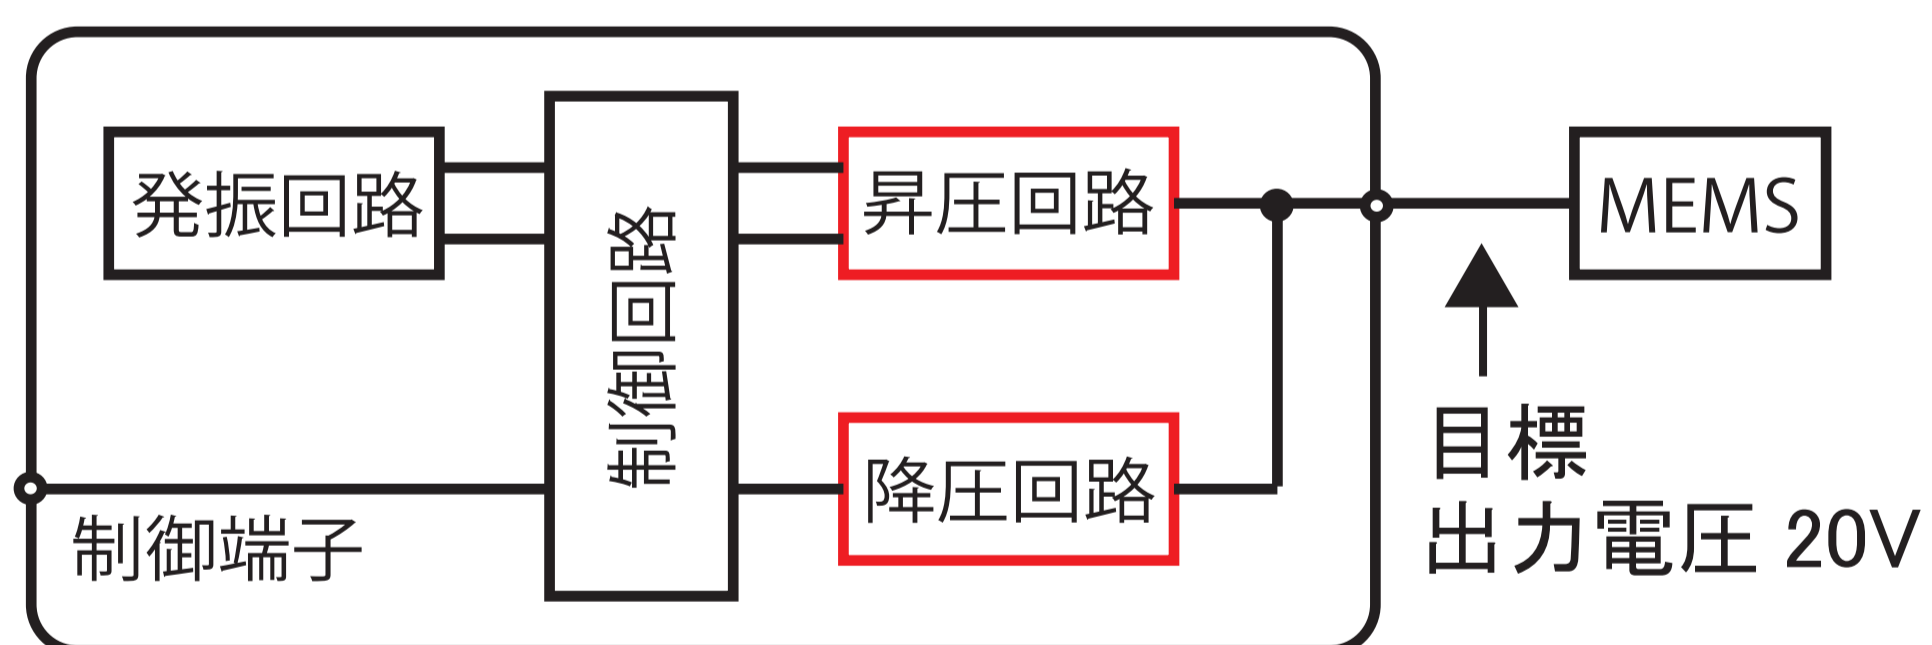 発振回路
制御回路
昇圧回路
MEMS
降圧回路
制御端子
目標
出力電圧 20V